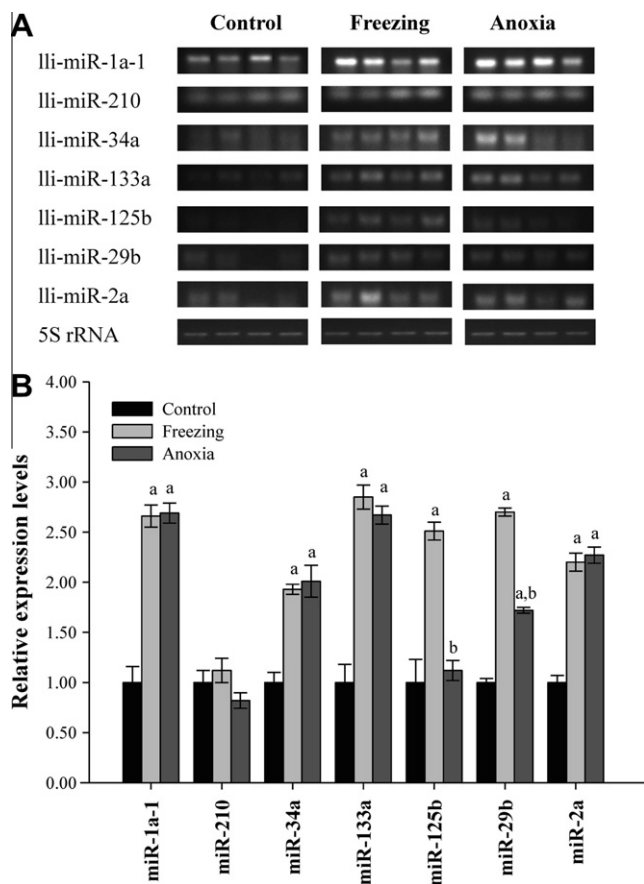 A
Control Freezing Anoxia
lli-miR-1a-1
lli-miR-210
lli-miR-34a
lli-miR-133a
lli-miR-125b
lli-miR-29b
lli-miR-2a
5S rRNA
B
Relative expression levels
4.00
3.50
3.00
2.50
2.00
1.50
1.00
0.50
0.00
Control
Freezing
Anoxia
a a
a a
a a
a b
a a,b
a a
miR-1a-1
miR-210
miR-34a
miR-133a
miR-125b
miR-29b
miR-2a